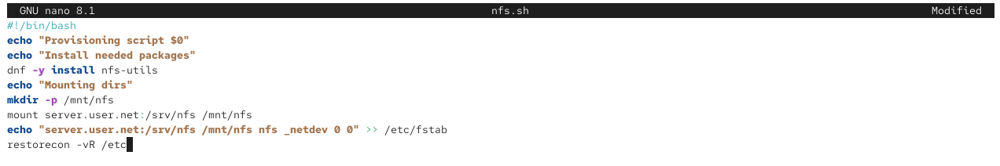 GNU nano 8.1 nfs.sh Modified
#!/bin/bash
echo "Provisioning script $0"
echo "Install needed packages"
dnf -y install nfs-utils
echo "Mounting dirs"
mkdir -p /mnt/nfs
mount server.user.net:/srv/nfs /mnt/nfs
echo "server.user.net:/srv/nfs /mnt/nfs nfs _netdev 0 0" >> /etc/fstab
restorecon -vR /etc